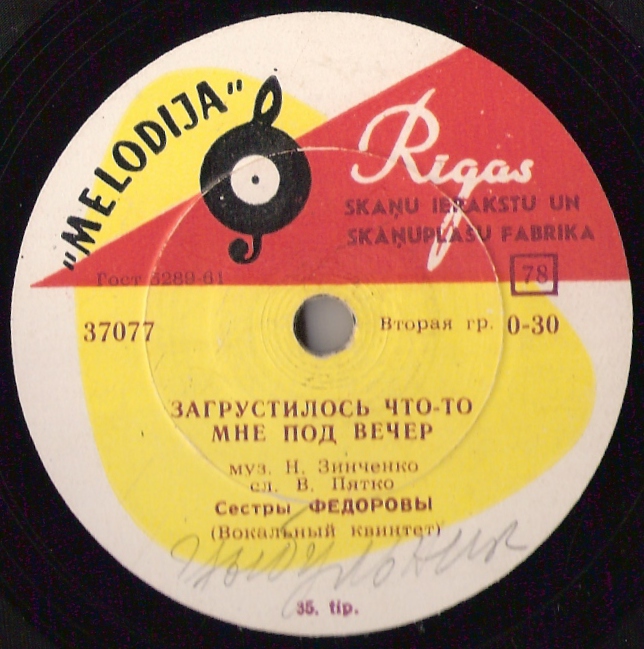 "MELODIJA"
Rīgas
SKAŅU IERAKSTU UN
SKAŅUPLAŠU FABRIKA
Гост 5289-61
78
37077
Вторая гр. 0-30
ЗАГРУСТИЛОСЬ ЧТО-ТО
МНЕ ПОД ВЕЧЕР
муз. Н. Зинченко
сл. В. Пятко
Сестры ФЕДОРОВЫ
(Вокальный квинтет)
35. tip.